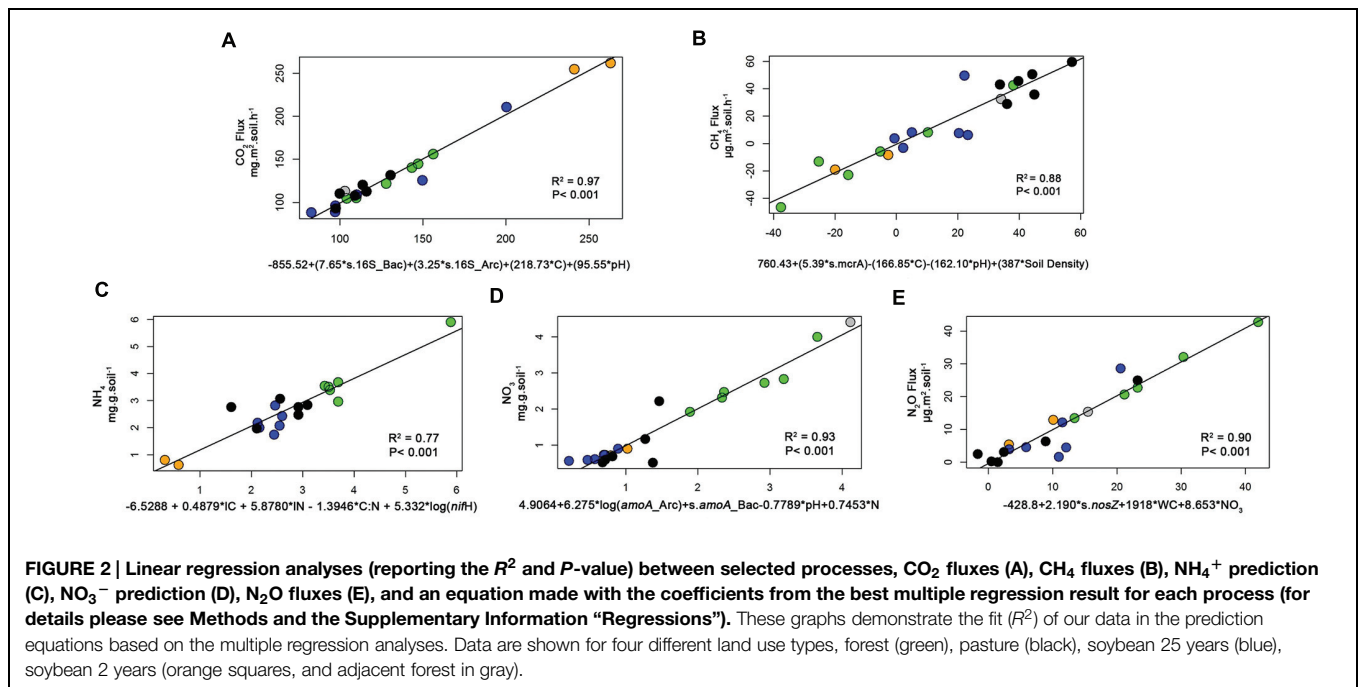 A
CO2 Flux
mg.m².soil.h⁻¹
250
200
150
100
R² = 0.97
P< 0.001
100 150 200 250
-855.52+(7.65*s.16S_Bac)+(3.25*s.16S_Arc)+(218.73*C)+(95.55*pH)
B
CH4 Flux
µg.m².soil.h⁻¹
60
40
20
0
-20
-40
R² = 0.88
P< 0.001
-40 -20 0 20 40 60
760.43+(5.39*s.mcrA)-(166.85*C)-(162.10*pH)+(387*Soil Density)
C
NH4
mg.g.soil⁻¹
6
5
4
3
2
1
R² = 0.77
P< 0.001
1 2 3 4 5 6
-6.5288 + 0.4879*IC + 5.8780*IN - 1.3946*C:N + 5.332*log(nifH)
D
NO3
mg.g.soil⁻¹
4
3
2
1
R² = 0.93
P< 0.001
1 2 3 4
4.9064+6.275*log(amoA_Arc)+s.amoA_Bac-0.7789*pH+0.7453*N
E
N2O Flux
µg.m².soil⁻¹
40
30
20
10
0
R² = 0.90
P< 0.001
0 10 20 30 40
-428.8+2.190*s.nosZ+1918*WC+8.653*NO3
FIGURE 2 | Linear regression analyses (reporting the R² and P-value) between selected processes, CO2 fluxes (A), CH4 fluxes (B), NH4⁺ prediction
(C), NO3⁻ prediction (D), N2O fluxes (E), and an equation made with the coefficients from the best multiple regression result for each process (for
details please see Methods and the Supplementary Information “Regressions”). These graphs demonstrate the fit (R²) of our data in the prediction
equations based on the multiple regression analyses. Data are shown for four different land use types, forest (green), pasture (black), soybean 25 years (blue),
soybean 2 years (orange squares, and adjacent forest in gray).